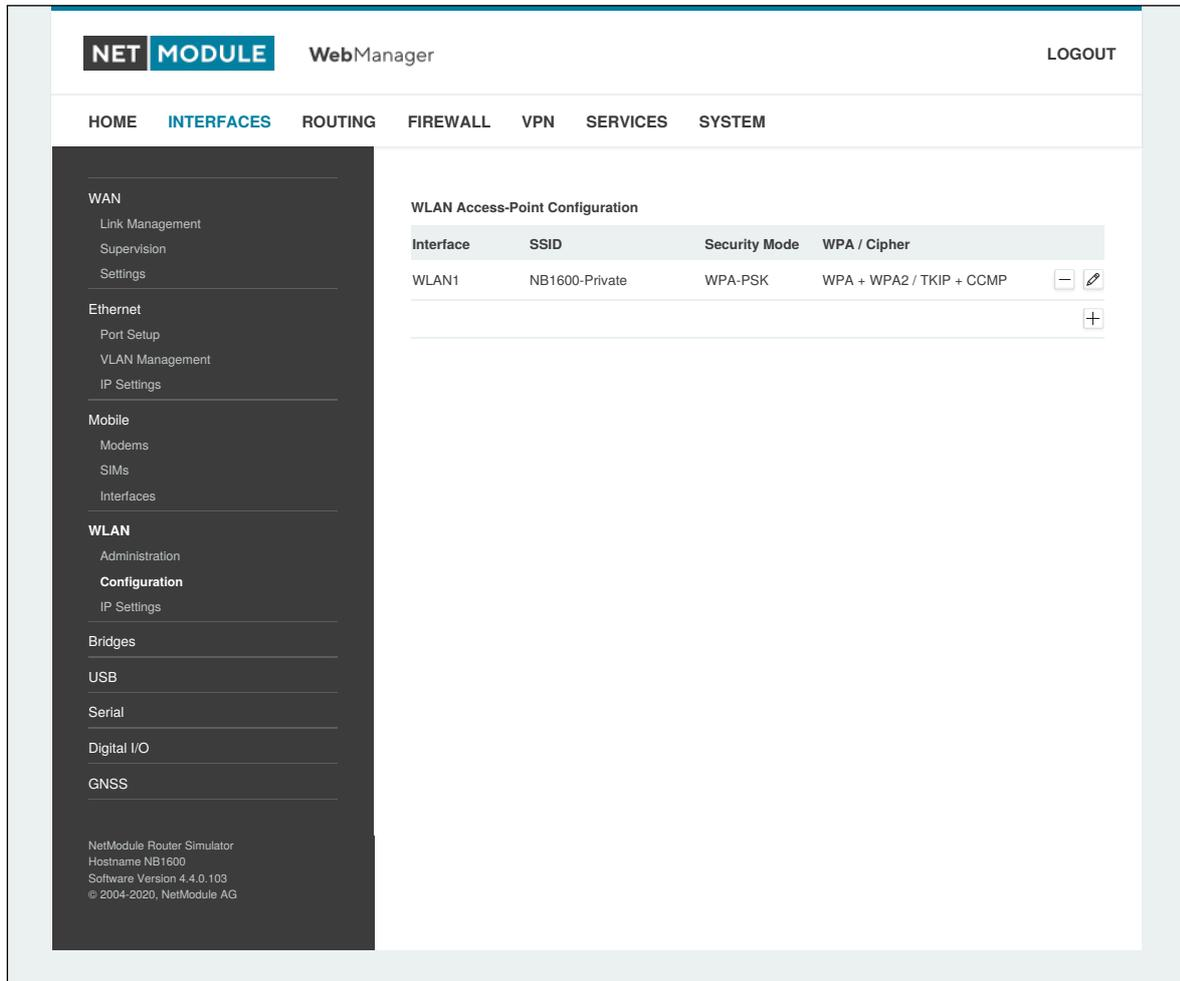 NET MODULE WebManager LOGOUT
HOME INTERFACES ROUTING FIREWALL VPN SERVICES SYSTEM
WAN
Link Management
Supervision
Settings
Ethernet
Port Setup
VLAN Management
IP Settings
Mobile
Modems
SIMs
Interfaces
WLAN
Administration
Configuration
IP Settings
Bridges
USB
Serial
Digital I/O
GNSS
NetModule Router Simulator
Hostname NB1600
Software Version 4.4.0.103
© 2004-2020, NetModule AG
WLAN Access-Point Configuration
Interface SSID Security Mode WPA / Cipher
WLAN1 NB1600-Private WPA-PSK WPA + WPA2 / TKIP + CCMP